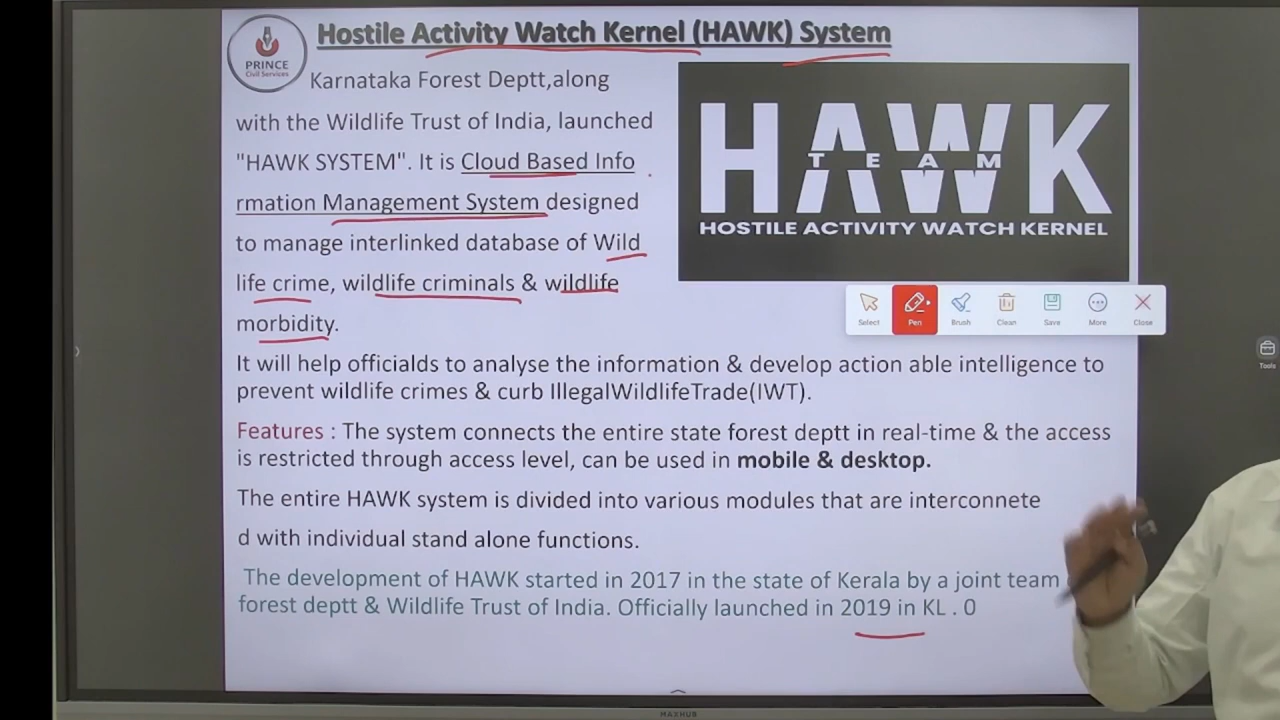 Hostile Activity Watch Kernel (HAWK) System
PRINCE
Civil Services
Karnataka Forest Deptt,along
with the Wildlife Trust of India, launched
"HAWK SYSTEM". It is Cloud Based Info
rmation Management System designed
to manage interlinked database of Wild
life crime, wildlife criminals & wildlife
morbidity.
HAWK
TEAM
HOSTILE ACTIVITY WATCH KERNEL
Select Pen Brush Clean Save More Close
Tools
It will help officialds to analyse the information & develop action able intelligence to
prevent wildlife crimes & curb IllegalWildlifeTrade(IWT).
Features : The system connects the entire state forest deptt in real-time & the access
is restricted through access level, can be used in mobile & desktop.
The entire HAWK system is divided into various modules that are interconnete
d with individual stand alone functions.
The development of HAWK started in 2017 in the state of Kerala by a joint team
forest deptt & Wildlife Trust of India. Officially launched in 2019 in KL . 0
MAXHUB